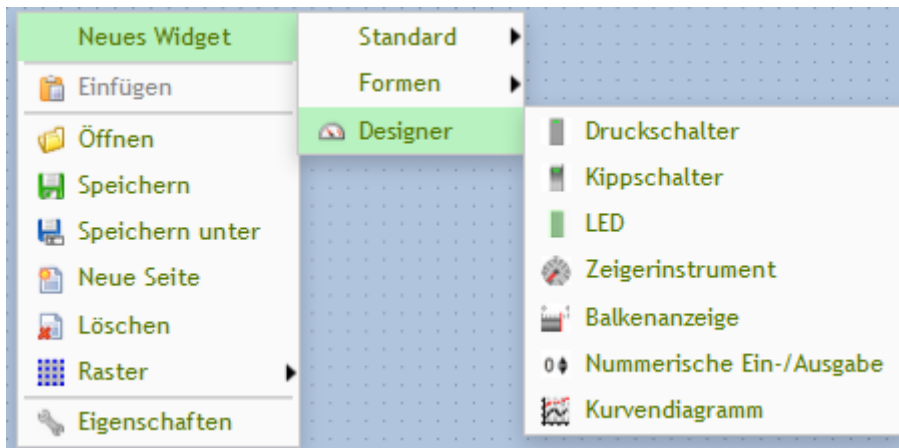 Neues Widget
Einfügen
Öffnen
Speichern
Speichern unter
Neue Seite
Löschen
Raster
Eigenschaften
Standard
Formen
Designer
Druckschalter
Kippschalter
LED
Zeigerinstrument
Balkenanzeige
0 Nummerische Ein-/Ausgabe
Kurvendiagramm